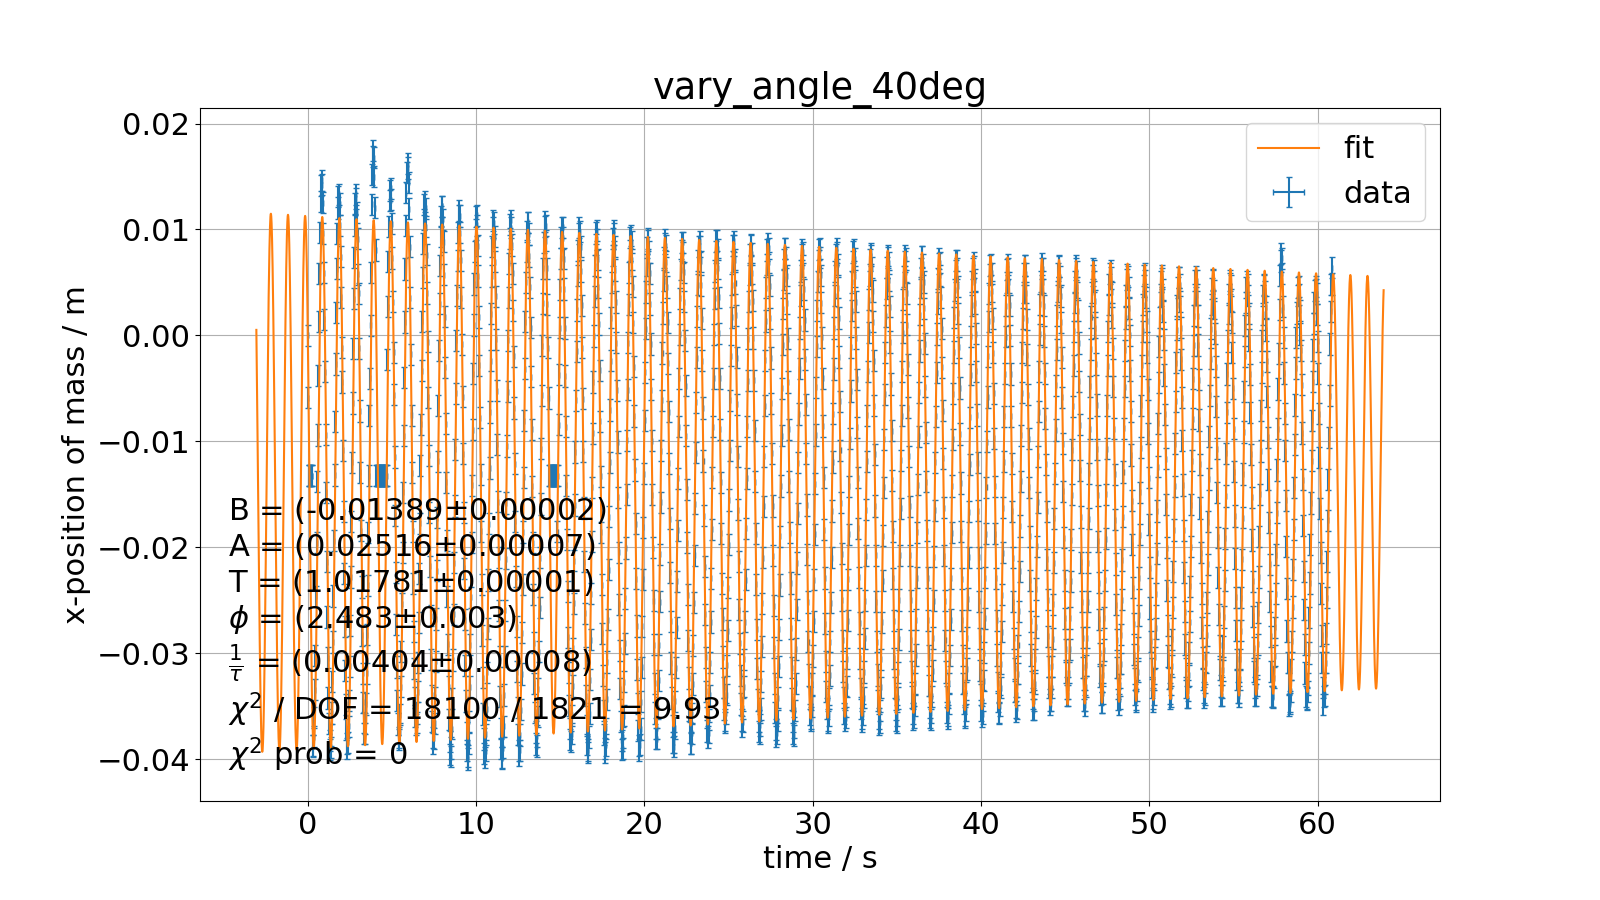 vary_angle_40deg
0.02
0.01
0.00
−0.01
−0.02
−0.03
−0.04
x-position of mass / m
fit
data
B = (-0.01389±0.00002)
A = (0.02516±0.00007)
T = (1.01781±0.00001)
ϕ = (2.483±0.003)
1/τ = (0.00404±0.00008)
χ² / DOF = 18100 / 1821 = 9.93
χ² prob = 0
0 10 20 30 40 50 60
time / s